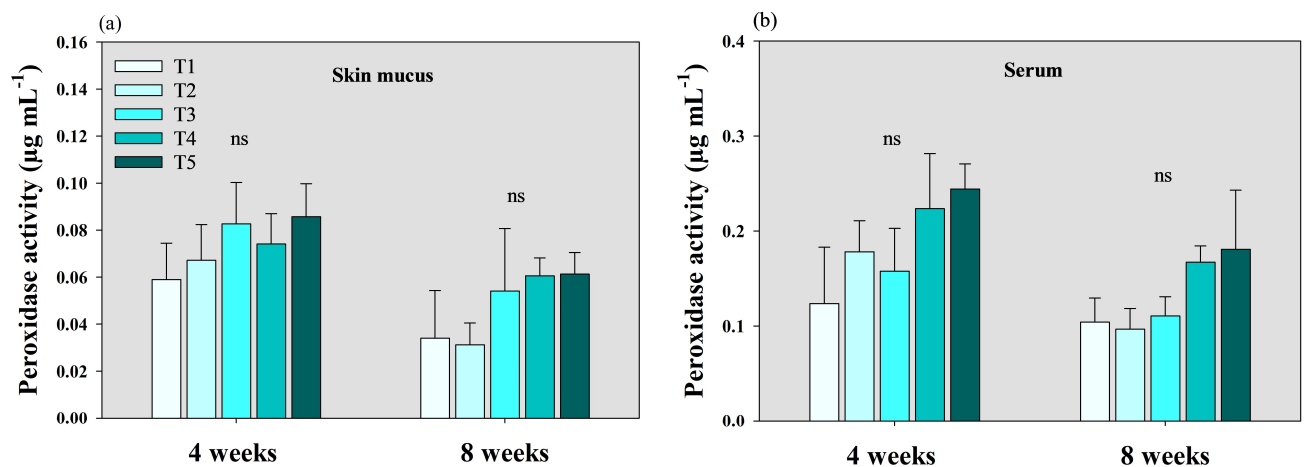 (a)
Peroxidase activity (µg mL⁻¹)
0.16
0.14
0.12
0.10
0.08
0.06
0.04
0.02
0.00
T1
T2
T3
T4
T5
Skin mucus
ns
ns
4 weeks
8 weeks
(b)
Peroxidase activity (µg mL⁻¹)
0.4
0.3
0.2
0.1
0.0
Serum
ns
ns
4 weeks
8 weeks